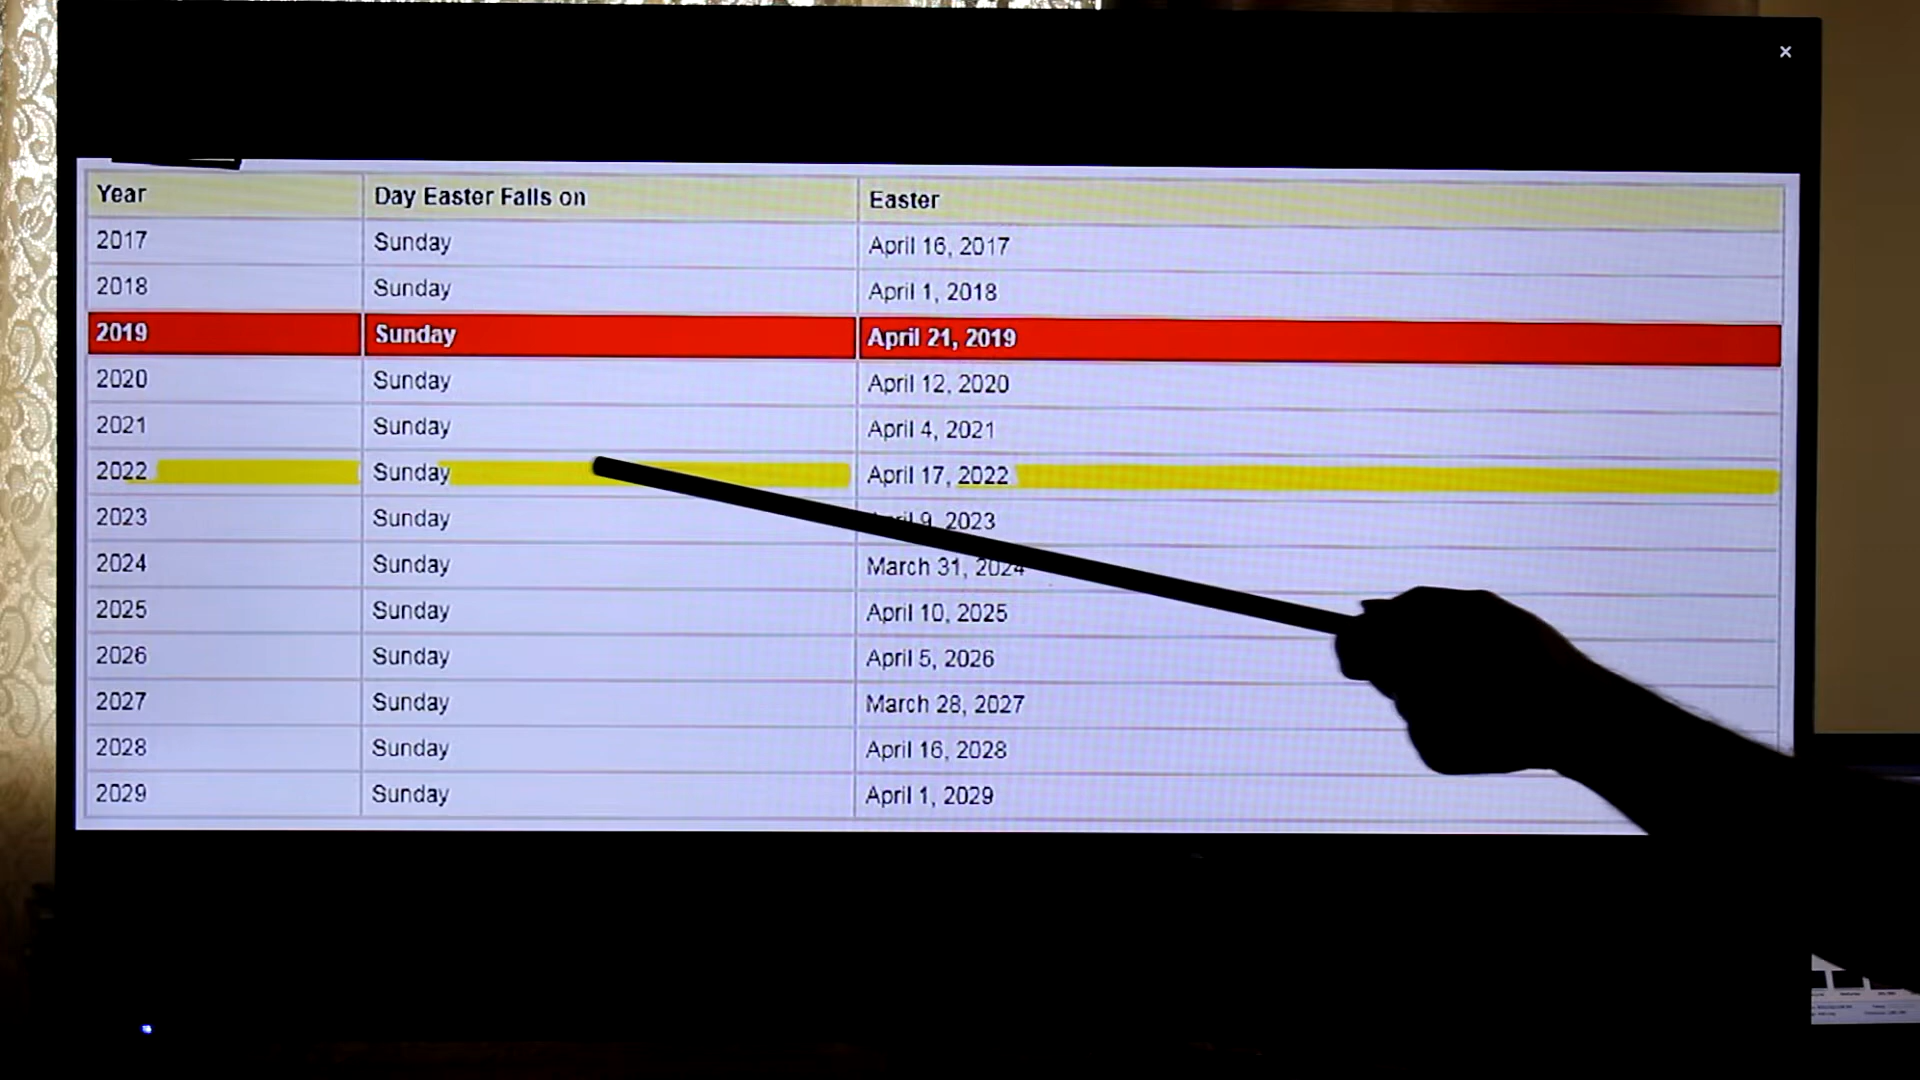 ×
Year Day Easter Falls on Easter
2017 Sunday April 16, 2017
2018 Sunday April 1, 2018
2019 Sunday April 21, 2019
2020 Sunday April 12, 2020
2021 Sunday April 4, 2021
2022 Sunday April 17, 2022
2023 Sunday 9, 2023
2024 Sunday March 31, 2024
2025 Sunday April 10, 2025
2026 Sunday April 5, 2026
2027 Sunday March 28, 2027
2028 Sunday April 16, 2028
2029 Sunday April 1, 2029